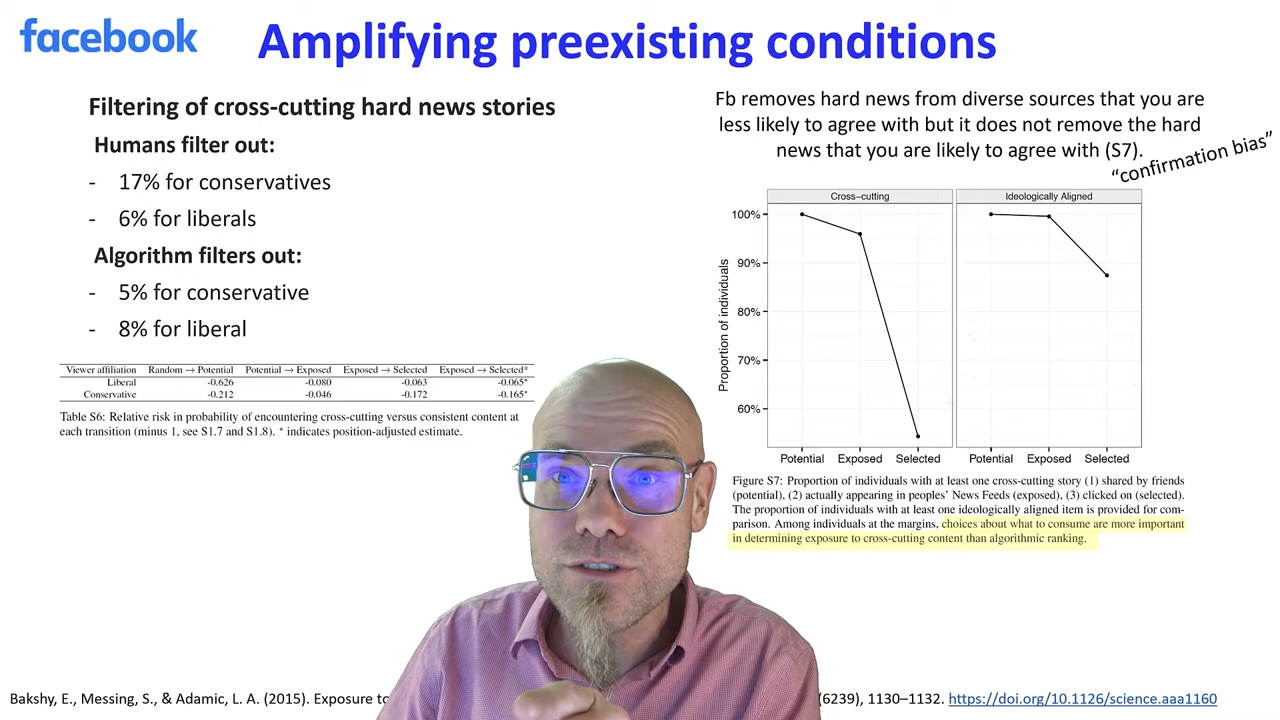 facebook
Amplifying preexisting conditions
Filtering of cross-cutting hard news stories
Humans filter out:
- 17% for conservatives
- 6% for liberals
Algorithm filters out:
- 5% for conservative
- 8% for liberal
Viewer affiliation Random → Potential Potential → Exposed Exposed → Selected Exposed → Selected*
Liberal -0.626 -0.080 -0.063 -0.065*
Conservative -0.212 -0.046 -0.172 -0.165*
Table S6: Relative risk in probability of encountering cross-cutting versus consistent content at
each transition (minus 1, see S1.7 and S1.8). * indicates position-adjusted estimate.
Fb removes hard news from diverse sources that you are
less likely to agree with but it does not remove the hard
news that you are likely to agree with (S7).
“confirmation bias”
Cross-cutting Ideologically Aligned
Proportion of individuals
100%
90%
80%
70%
60%
Potential Exposed Selected Potential Exposed Selected
Figure S7: Proportion of individuals with at least one cross-cutting story (1) shared by friends
(potential), (2) actually appearing in peoples’ News Feeds (exposed), (3) clicked on (selected).
The proportion of individuals with at least one ideologically aligned item is provided for com-
parison. Among individuals at the margins, choices about what to consume are more important
in determining exposure to cross-cutting content than algorithmic ranking.
Bakshy, E., Messing, S., & Adamic, L. A. (2015). Exposure to (6239), 1130–1132. https://doi.org/10.1126/science.aaa1160